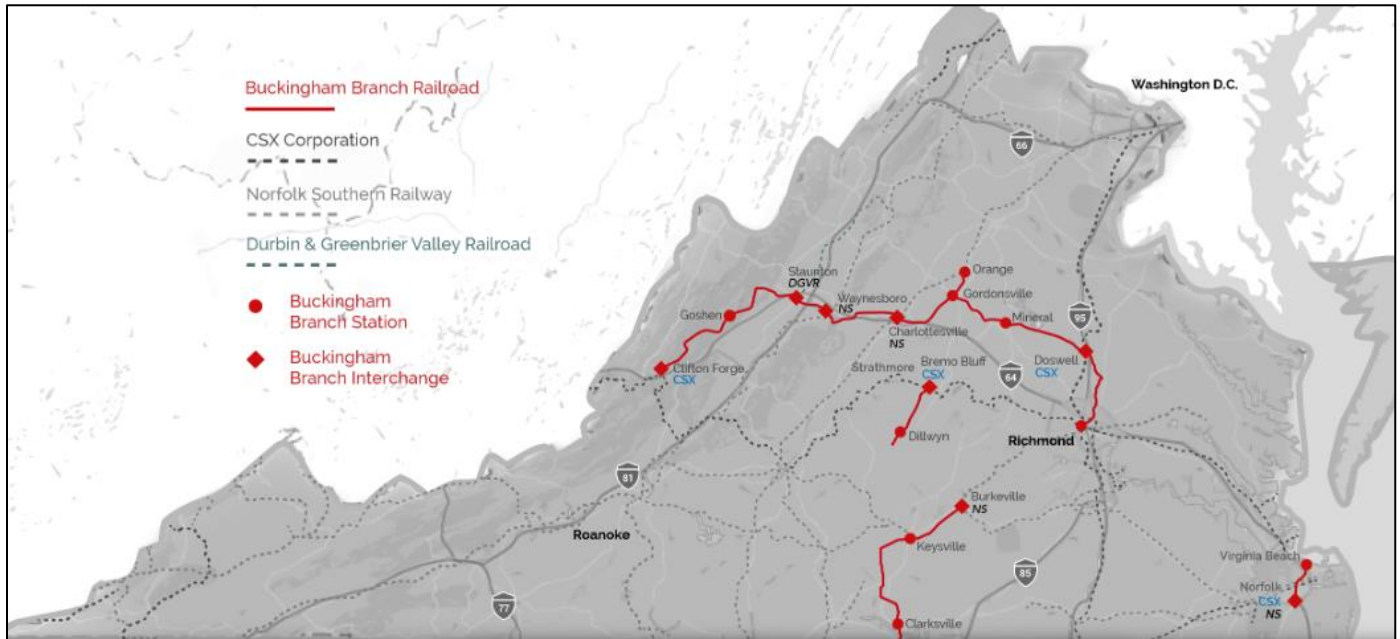 Buckingham Branch Railroad
CSX Corporation
Norfolk Southern Railway
Durbin & Greenbrier Valley Railroad
Buckingham
Branch Station
Buckingham
Branch Interchange
Washington D.C.
66
Staunton
DGVR
Orange
Waynesboro
NS
Gordonsville
Goshen
Charlottesville
NS
Mineral
95
Clifton Forge
CSX
Strathmore
Bremo Bluff
CSX
64
Doswell
CSX
Dillwyn
Richmond
81
Roanoke
Burkeville
NS
Keysville
85
77
Virginia Beach
Norfolk
CSX
NS
Clarksville